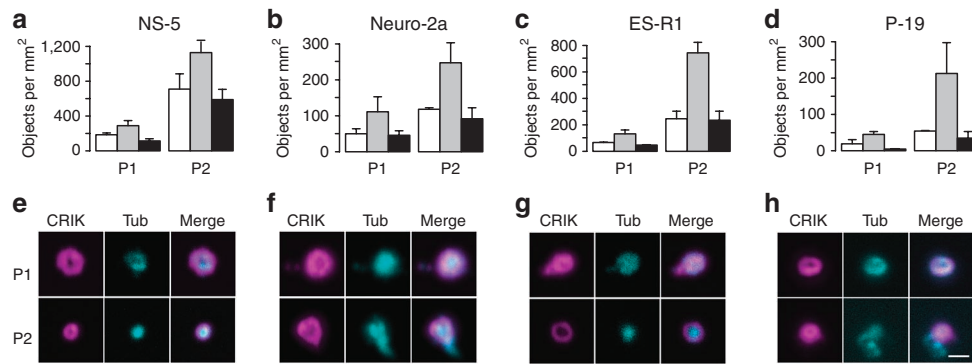 a NS-5
Objects per mm²
1,200
800
400
0
P1 P2
b Neuro-2a
Objects per mm²
300
200
100
0
P1 P2
c ES-R1
Objects per mm²
800
600
400
200
0
P1 P2
d P-19
Objects per mm²
300
200
100
50
0
P1 P2
e CRIK Tub Merge
f CRIK Tub Merge
g CRIK Tub Merge
h CRIK Tub Merge
P1
P2